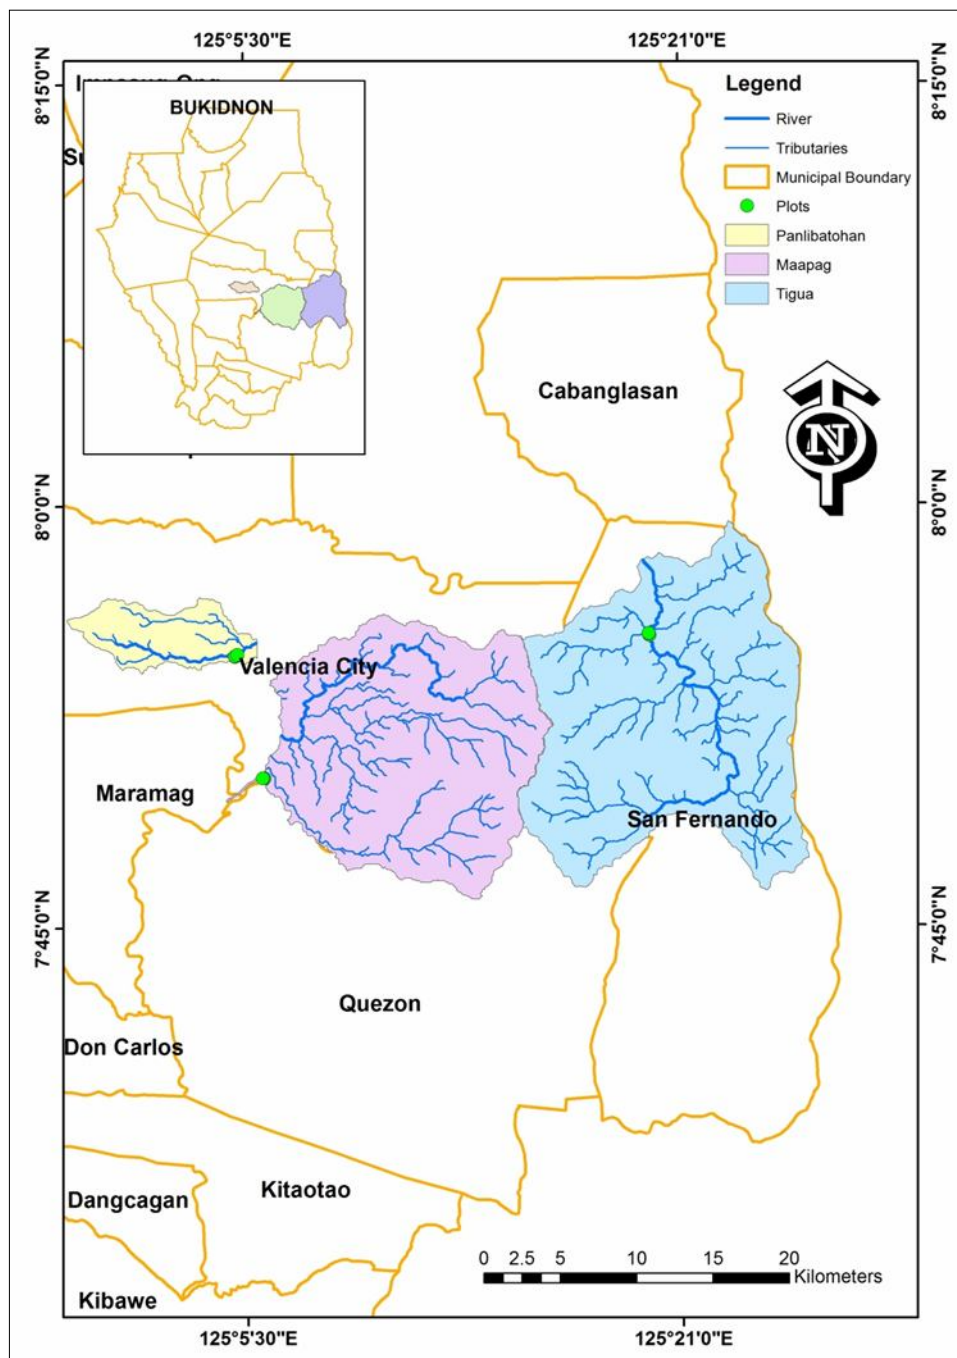 125°5'30"E
125°21'0"E
8°15'0"N
8°15'0"N
BUKIDNON
Legend
River
Tributaries
Municipal Boundary
Plots
Panlibatohan
Maapag
Tigua
Cabanglasan
N
8°0'0"N
8°0'0"N
Valencia City
Maramag
San Fernando
7°45'0"N
7°45'0"N
Quezon
Don Carlos
Kitaotao
Dangcagan
0 2.5 5 10 15 20
Kilometers
Kibawe
125°5'30"E
125°21'0"E